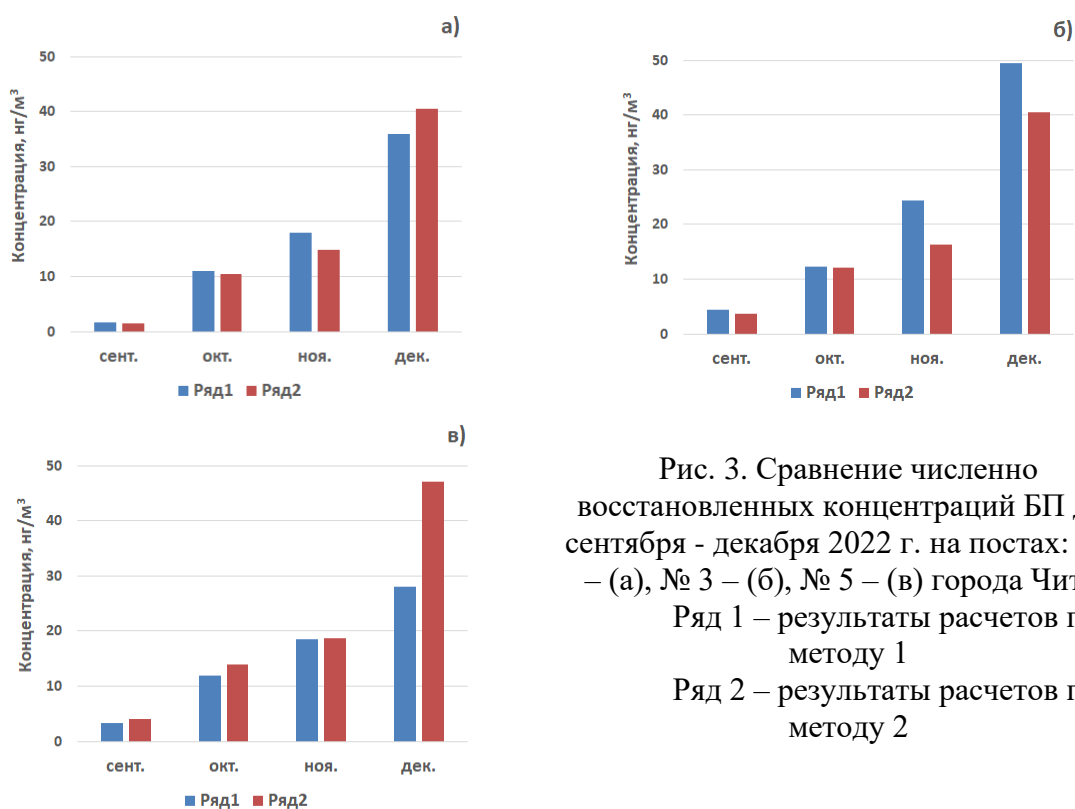 а)
Концентрация, нг/м³
50
40
30
20
10
0
сент. окт. ноя. дек.
Ряд1 Ряд2
б)
Концентрация, нг/м³
50
40
30
20
10
0
сент. окт. ноя. дек.
Ряд1 Ряд2
в)
Концентрация, нг/м³
50
40
30
20
10
0
сент. окт. ноя. дек.
Ряд1 Ряд2
Рис. 3. Сравнение численно
восстановленных концентраций БП
сентября - декабря 2022 г. на постах:
– (а), № 3 – (б), № 5 – (в) города
Ряд 1 – результаты расчетов
методу 1
Ряд 2 – результаты расчетов
методу 2